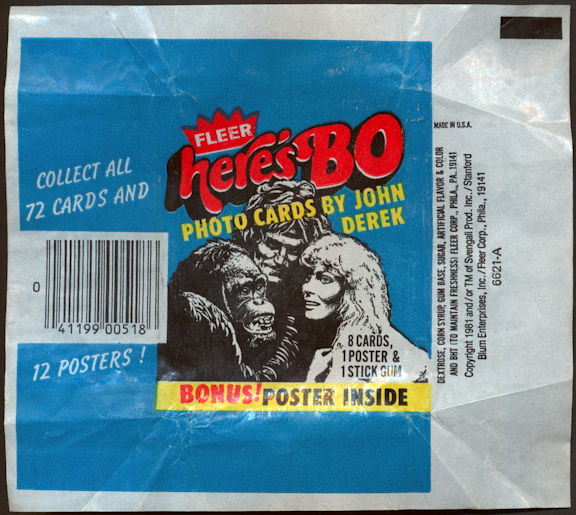 COLLECT ALL
72 CARDS AND
0
41199 00518
12 POSTERS !
FLEER
here's BO
PHOTO CARDS BY JOHN
DEREK
8 CARDS,
1 POSTER &
1 STICK GUM
BONUS! POSTER INSIDE
MADE IN U.S.A.
DEXTROSE, CORN SYRUP, GUM BASE, SUGAR, ARTIFICIAL FLAVOR & COLOR
AND BHT (TO MAINTAIN FRESHNESS) FLEER CORP., PHILA., PA. 19141
Copyright 1981 and/or TM of Svengali Prod. Inc./Stanford
Blum Enterprises, Inc./Fleer Corp., Phila., 19141
6621-A